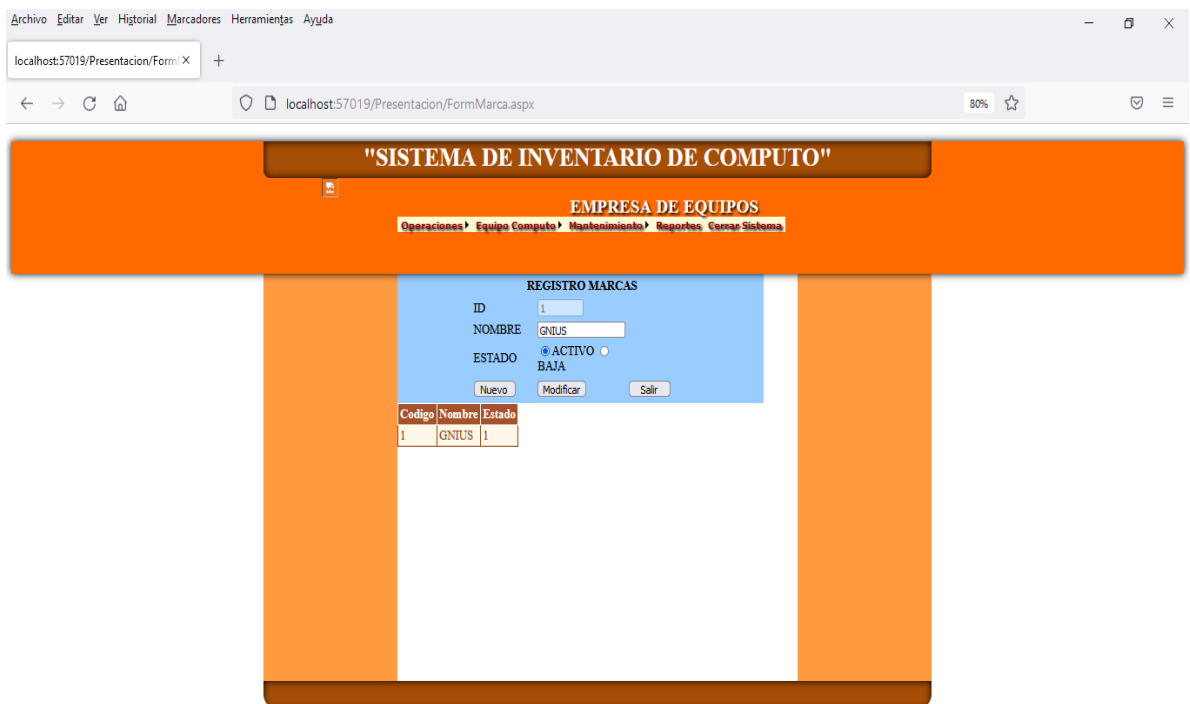 Archivo Editar Ver Historial Marcadores Herramientas Ayuda
localhost:57019/Presentacion/Form
localhost:57019/Presentacion/FormMarca.aspx 80%
"SISTEMA DE INVENTARIO DE COMPUTO"
EMPRESA DE EQUIPOS
Operaciones Equipo Computo Mantenimiento Reportes Cerrar Sistema
REGISTRO MARCAS
ID 1
NOMBRE GNIUS
ESTADO ACTIVO
BAJA
Nuevo Modificar Salir
Codigo Nombre Estado
1 GNIUS 1